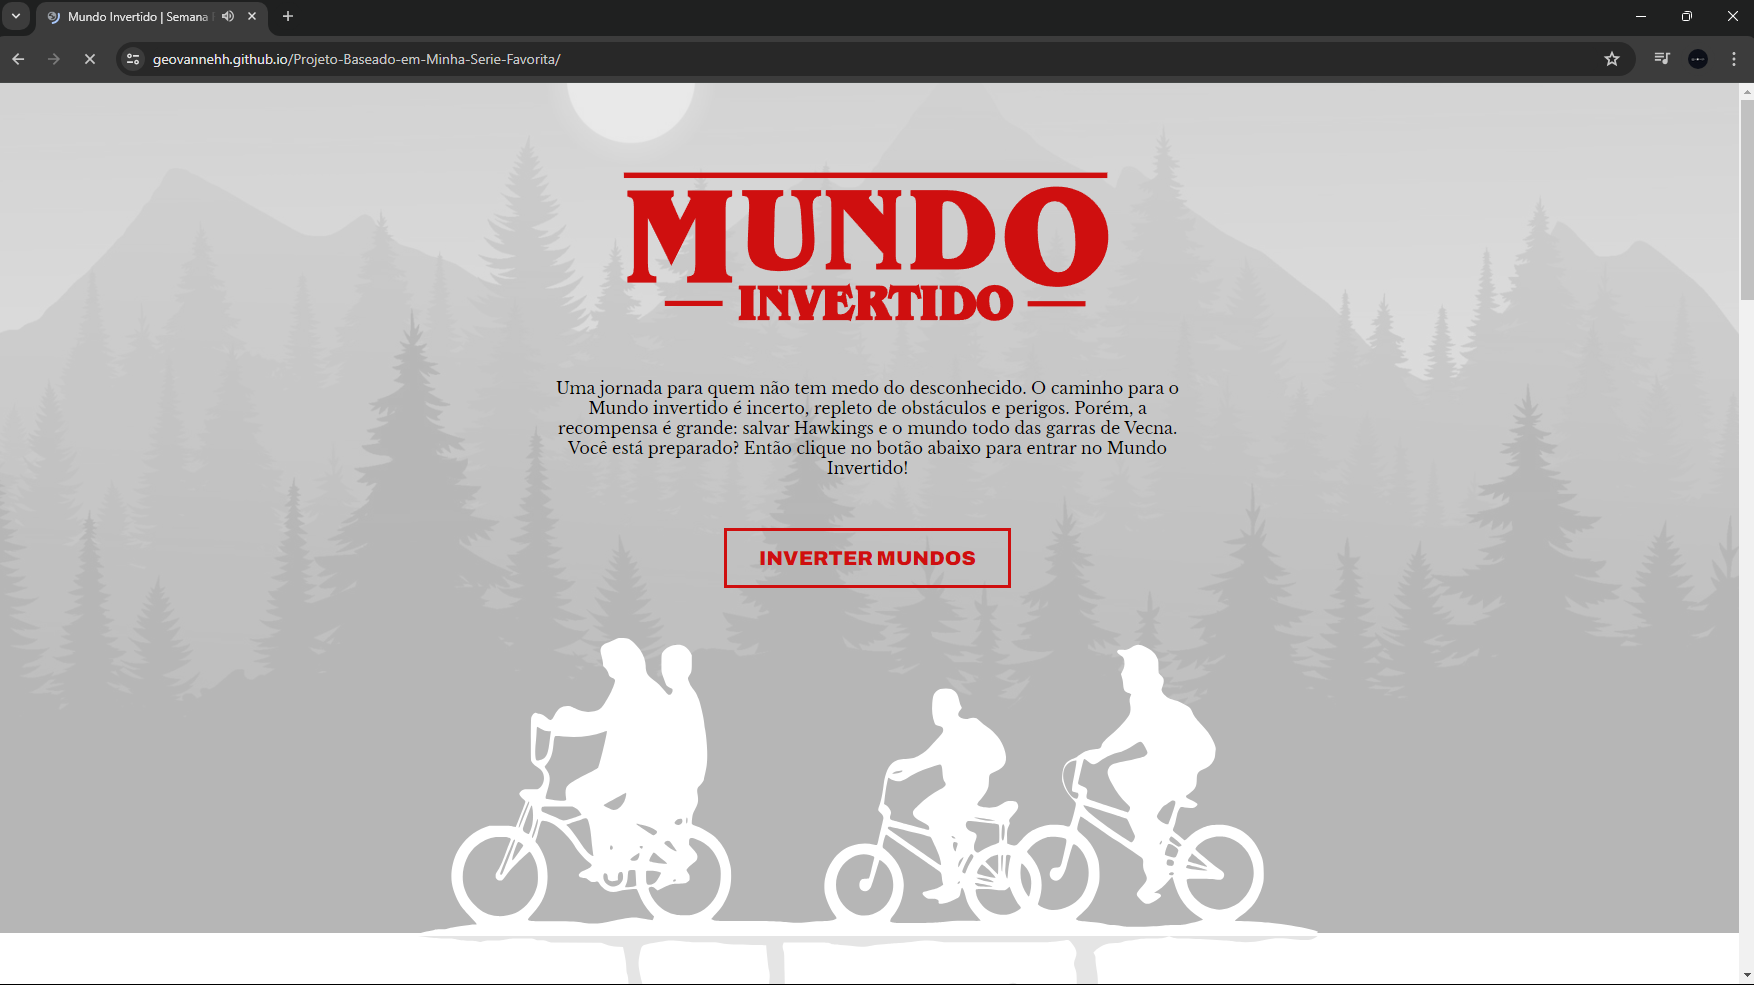 Mundo Invertido | Semana
geovannehh.github.io/Projeto-Baseado-em-Minha-Serie-Favorita/
MUNDO
INVERTIDO
Uma jornada para quem não tem medo do desconhecido. O caminho para o
Mundo invertido é incerto, repleto de obstáculos e perigos. Porém, a
recompensa é grande: salvar Hawkings e o mundo todo das garras de Vecna.
Você está preparado? Então clique no botão abaixo para entrar no Mundo
Invertido!
INVERTER MUNDOS